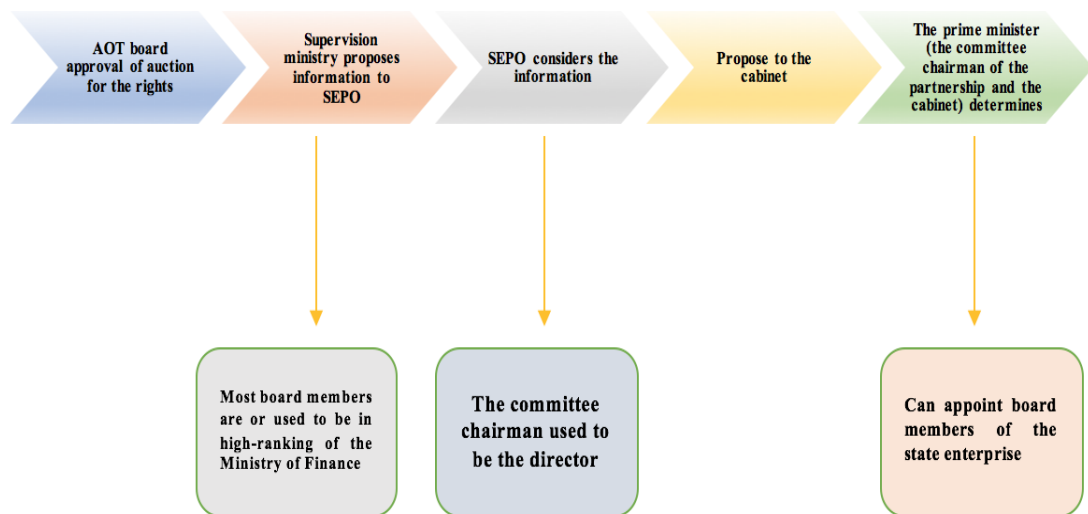 AOT board
approval of auction
for the rights
Supervision
ministry proposes
information to
SEPO
SEPO considers the
information
Propose to the
cabinet
The prime minister
(the committee
chairman of the
partnership and the
cabinet) determines
Most board members
are or used to be in
high-ranking of the
Ministry of Finance
The committee
chairman used to
be the director
Can appoint board
members of the
state enterprise